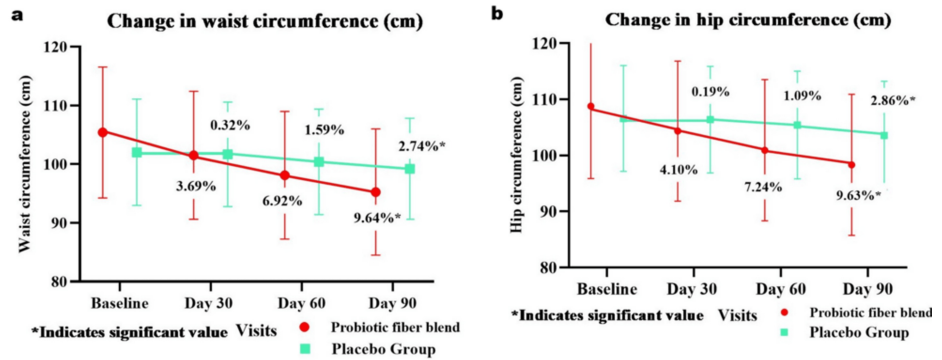 a
Change in waist circumference (cm)
Waist circumference (cm)
120
110
100
90
80
0.32%
1.59%
2.74%*
3.69%
6.92%
9.64%*
Baseline Day 30 Day 60 Day 90
*Indicates significant value Visits
Probiotic fiber blend
Placebo Group
b
Change in hip circumference (cm)
Hip circumference (cm)
120
110
100
90
80
0.19%
1.09%
2.86%*
4.10%
7.24%
9.63%*
Baseline Day 30 Day 60 Day 90
*Indicates significant value Visits
Probiotic fiber blend
Placebo Group